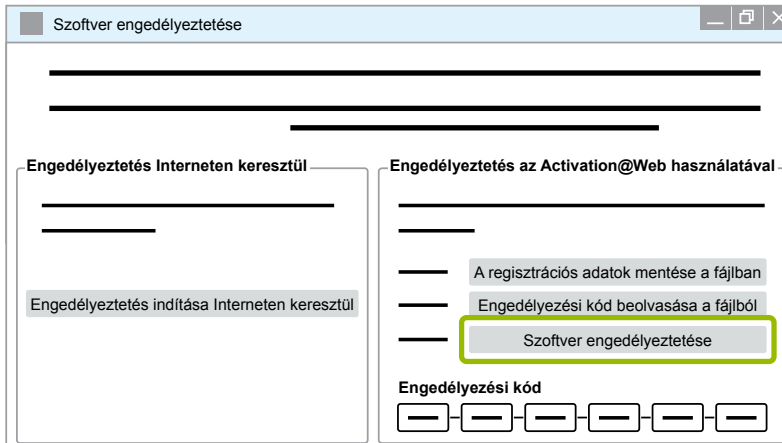 Szoftver engedélyeztetése
Engedélyeztetés Interneten keresztül
Engedélyeztetés indítása Interneten keresztül
Engedélyeztetés az Activation@Web használatával
A regisztrációs adatok mentése a fájlban
Engedélyezési kód beolvasása a fájlból
Szoftver engedélyeztetése
Engedélyezési kód